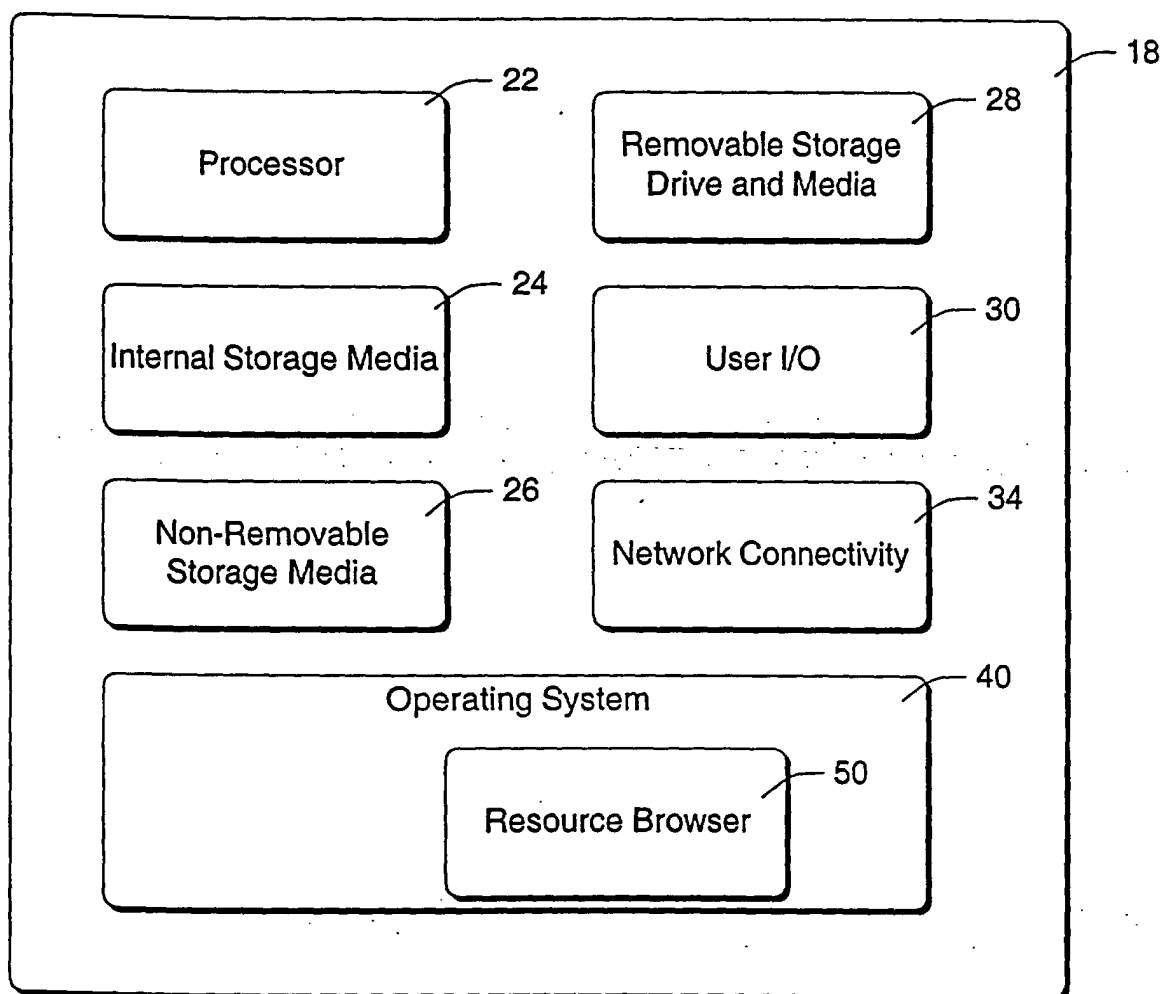 18
22
Processor
28
Removable Storage
Drive and Media
24
Internal Storage Media
30
User I/O
26
Non-Removable
Storage Media
34
Network Connectivity
40
Operating System
50
Resource Browser